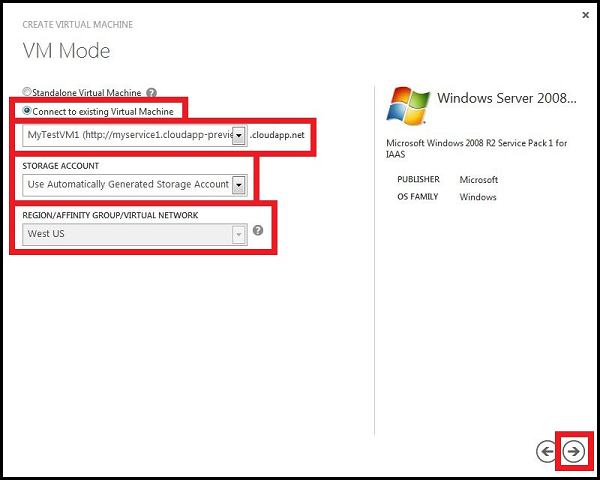 CREATE VIRTUAL MACHINE
VM Mode
Standalone Virtual Machine
Connect to existing Virtual Machine
MyTestVM1 (http://myservice1.cloudapp-previe .cloudapp.net
STORAGE ACCOUNT
Use Automatically Generated Storage Account
REGION/AFFINITY GROUP/VIRTUAL NETWORK
West US
Windows Server 2008...
Microsoft Windows 2008 R2 Service Pack 1 for
IAAS
PUBLISHER Microsoft
OS FAMILY Windows